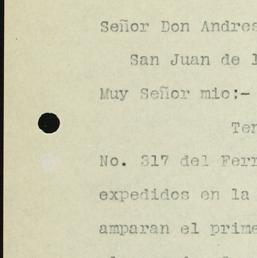 Señor Don Andres
San Juan de
Muy Señor mio:-
Ten
No. 317 del Ferr
expedidos en la
amparan el prime